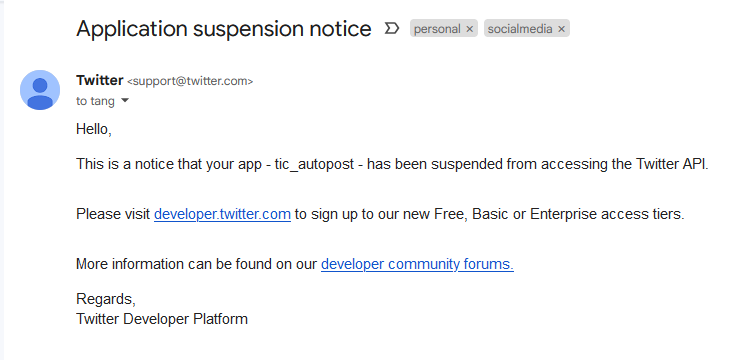 Application suspension notice personal × socialmedia ×
Twitter <support@twitter.com>
to tang
Hello,
This is a notice that your app - tic_autopost - has been suspended from accessing the Twitter API.
Please visit developer.twitter.com to sign up to our new Free, Basic or Enterprise access tiers.
More information can be found on our developer community forums.
Regards,
Twitter Developer Platform